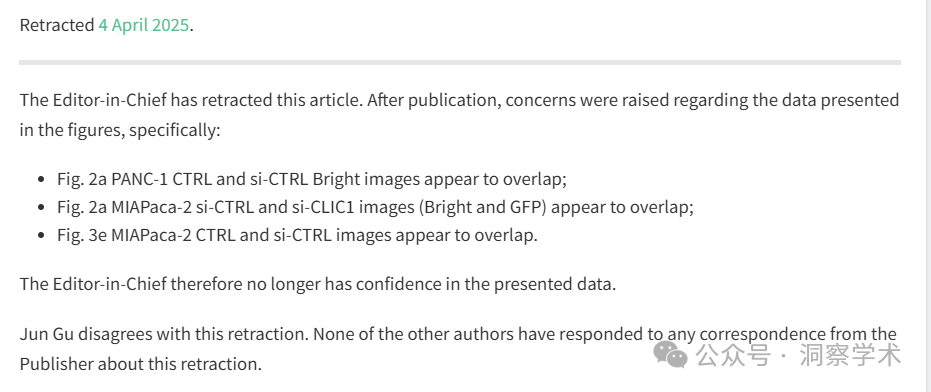 Retracted 4 April 2025.
The Editor-in-Chief has retracted this article. After publication, concerns were raised regarding the data presented
in the figures, specifically:
• Fig. 2a PANC-1 CTRL and si-CTRL Bright images appear to overlap;
• Fig. 2a MIAPaca-2 si-CTRL and si-CLIC1 images (Bright and GFP) appear to overlap;
• Fig. 3e MIAPaca-2 CTRL and si-CTRL images appear to overlap.
The Editor-in-Chief therefore no longer has confidence in the presented data.
Jun Gu disagrees with this retraction. None of the other authors have responded to any correspondence from the
Publisher about this retraction.
公众号 · 洞察学术